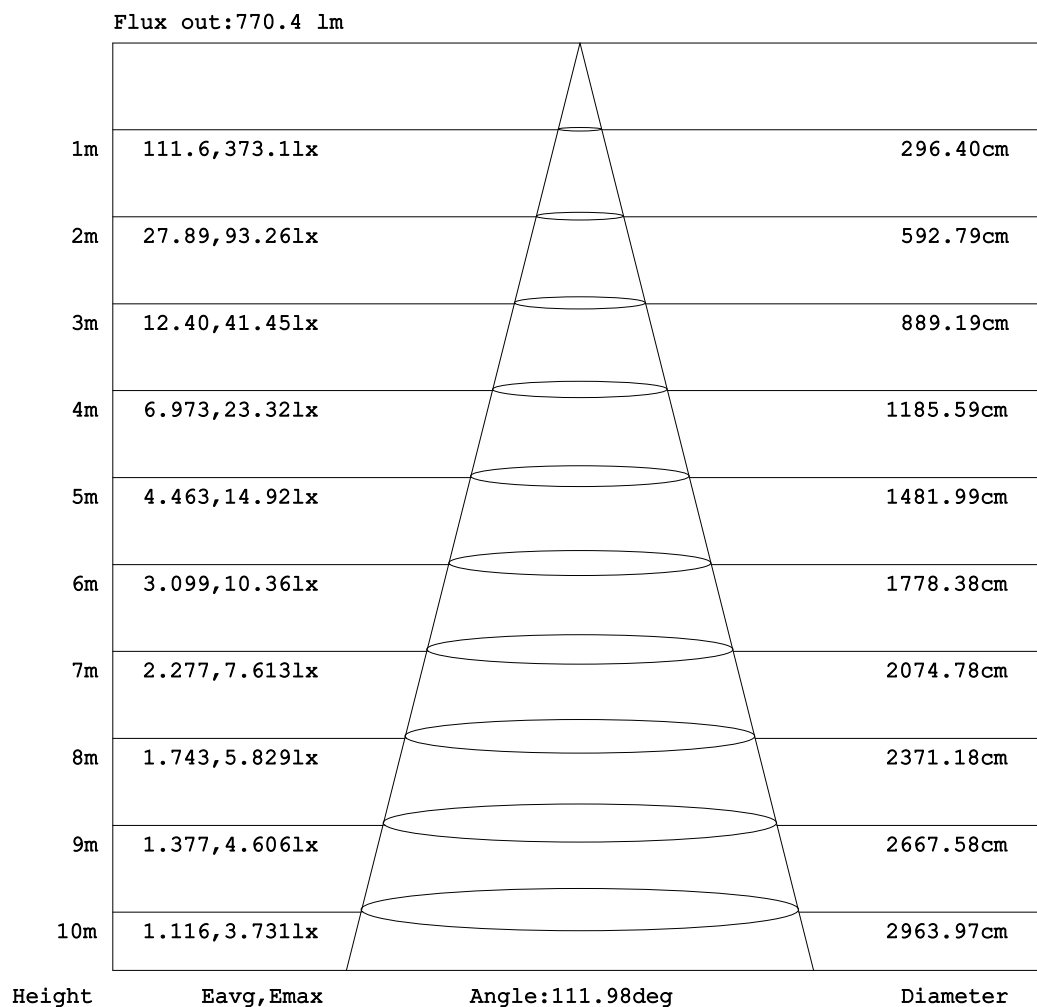 Flux out:770.4 lm
1m 111.6,373.1lx 296.40cm
2m 27.89,93.26lx 592.79cm
3m 12.40,41.45lx 889.19cm
4m 6.973,23.32lx 1185.59cm
5m 4.463,14.92lx 1481.99cm
6m 3.099,10.36lx 1778.38cm
7m 2.277,7.613lx 2074.78cm
8m 1.743,5.829lx 2371.18cm
9m 1.377,4.606lx 2667.58cm
10m 1.116,3.731lx 2963.97cm
Height Eavg,Emax Angle:111.98deg Diameter